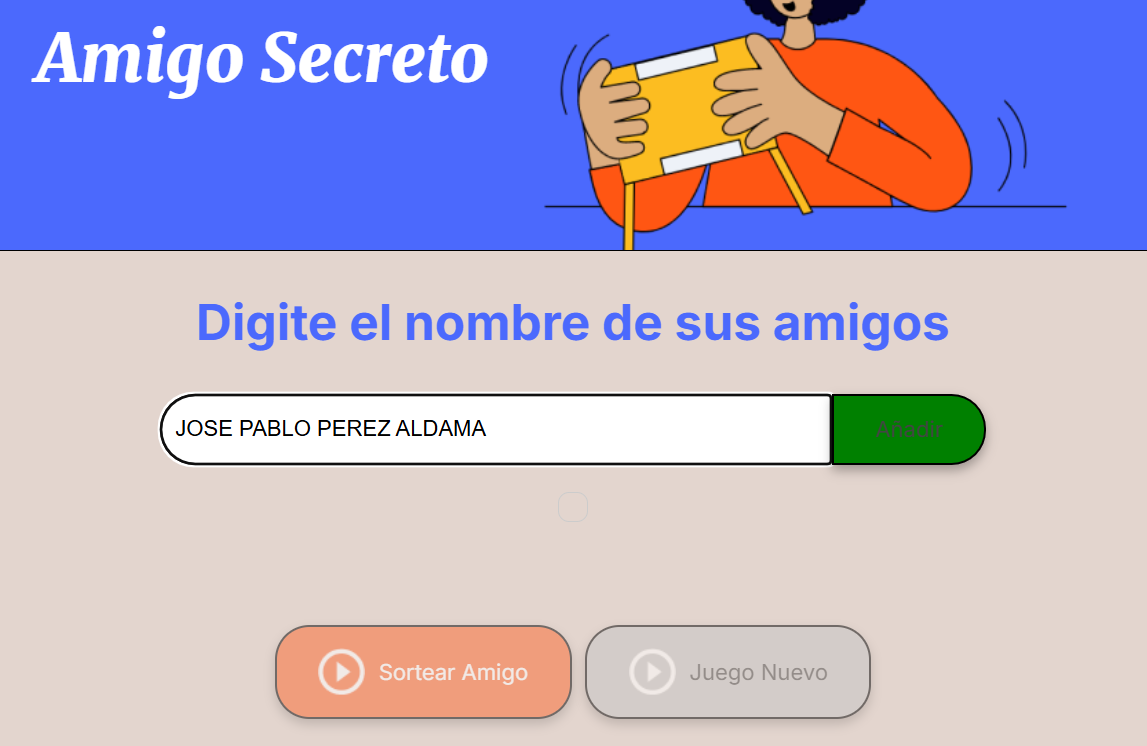 Amigo Secreto
Digite el nombre de sus amigos
JOSE PABLO PEREZ ALDAMA
Añadir
Sortear Amigo
Juego Nuevo